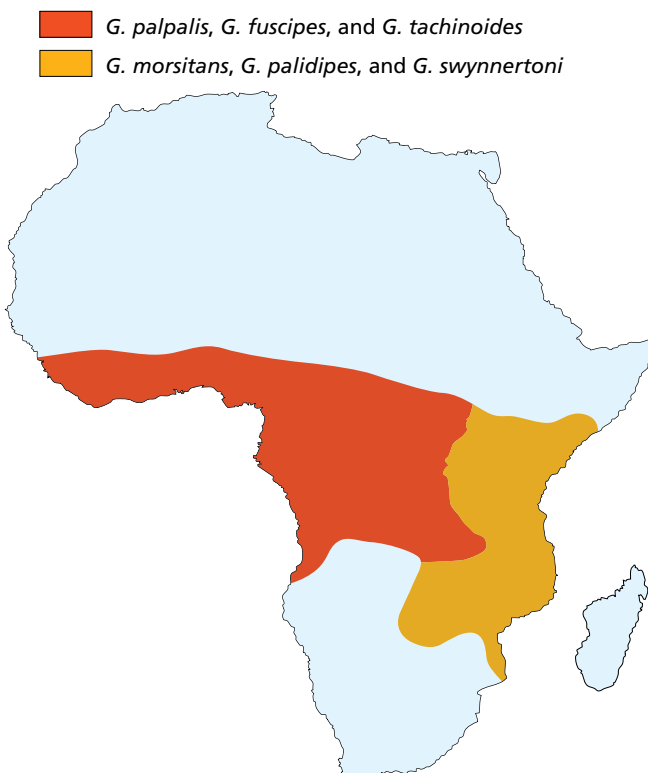 G. palpalis, G. fuscipes, and G. tachinoides
G. morsitans, G. palidipes, and G. swynnertoni